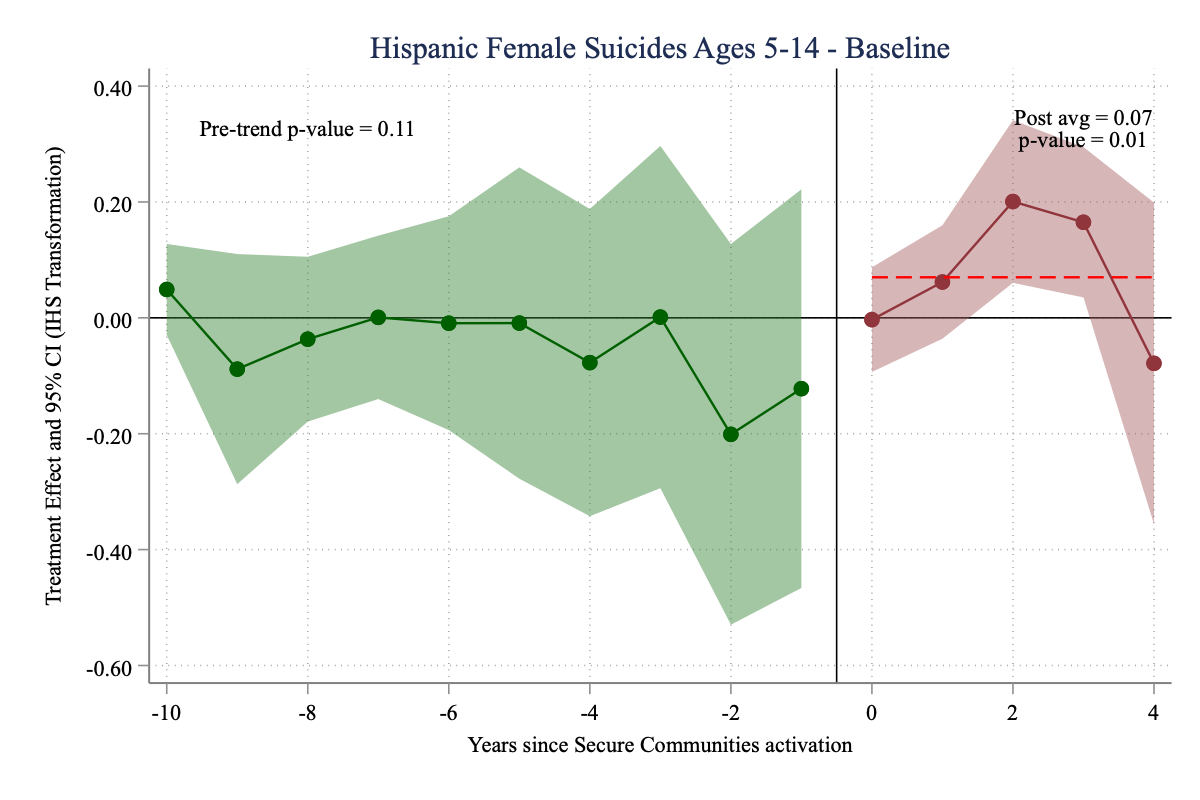 Hispanic Female Suicides Ages 5-14 - Baseline
Treatment Effect and 95% CI (IHS Transformation)
0.40
0.20
0.00
-0.20
-0.40
-0.60
Pre-trend p-value = 0.11
Post avg = 0.07
p-value = 0.01
-10 -8 -6 -4 -2 0 2 4
Years since Secure Communities activation